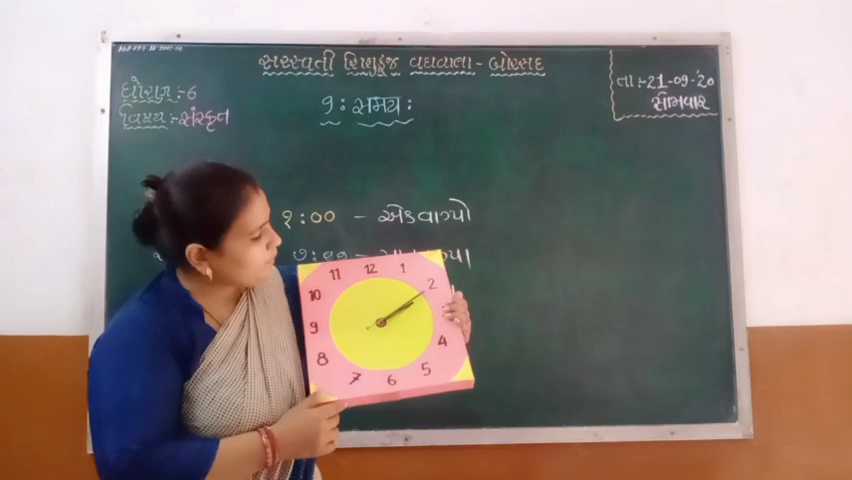 સરસ્વતી શિશુકુંજ વઘવાલા - બોરસદ
ધોરણ :- 6
તા :- 21-09-'20
સોમવાર
વિષય :- સંસ્કૃત
૧ : સમય :
૧ : ૦૦ – એકવાગ્યો
11 12 1
10 2
9
8 4
7 6 5